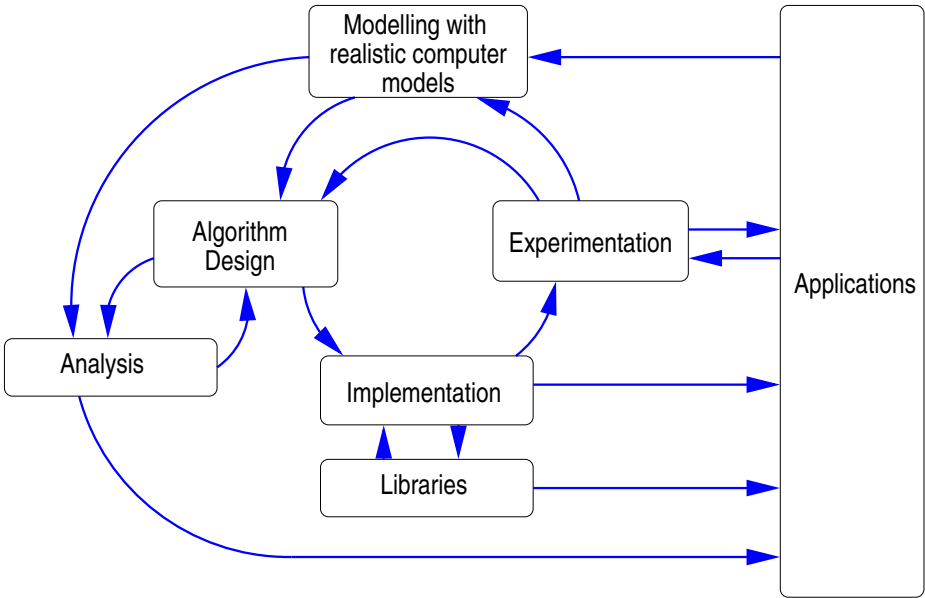 Modelling with
realistic computer
models
Algorithm
Design
Experimentation
Applications
Analysis
Implementation
Libraries